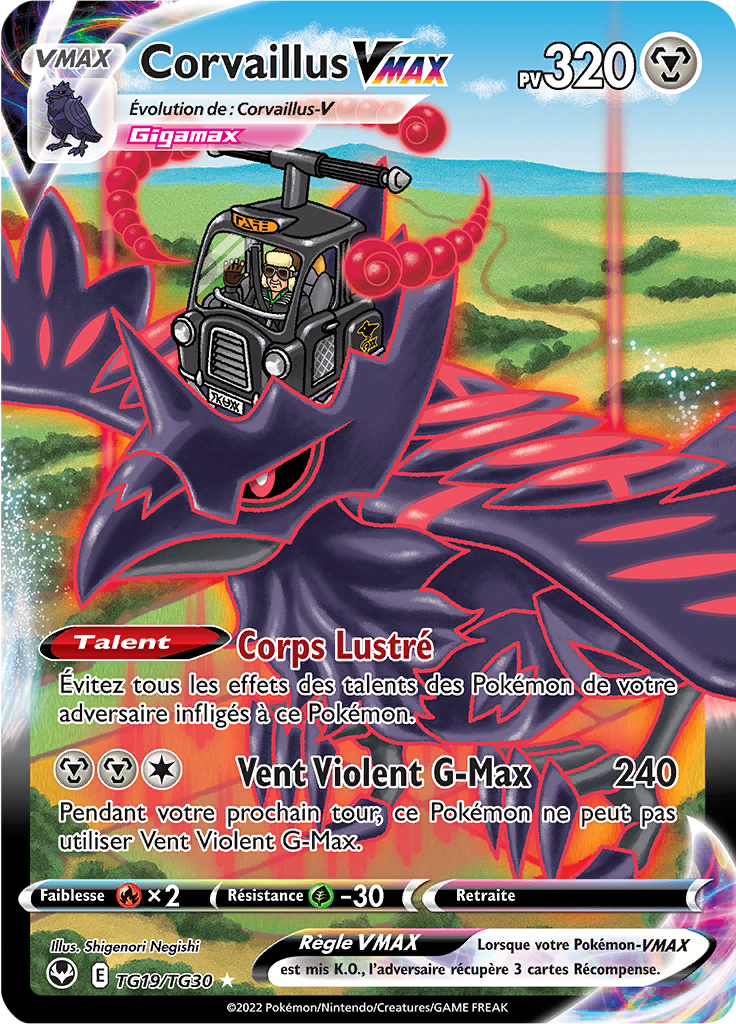 VMAX
Corvaillus VMAX
PV 320
Évolution de : Corvaillus-V
Gigamax
Talent Corps Lustré
Évitez tous les effets des talents des Pokémon de votre
adversaire infligés à ce Pokémon.
Vent Violent G-Max 240
Pendant votre prochain tour, ce Pokémon ne peut pas
utiliser Vent Violent G-Max.
Faiblesse ×2 Résistance -30 Retraite
Illus. Shigenori Negishi
Règle VMAX Lorsque votre Pokémon-VMAX
est mis K.O., l'adversaire récupère 3 cartes Récompense.
E TG19/TG30
©2022 Pokémon/Nintendo/Creatures/GAME FREAK